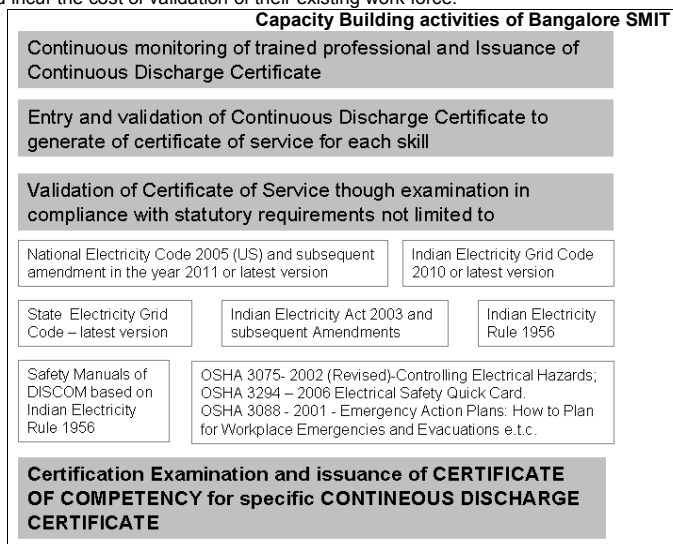 d incur the cost of validation of their existing work force.
Capacity Building activities of Bangalore SMIT
Continuous monitoring of trained professional and Issuance of
Continuous Discharge Certificate
Entry and validation of Continuous Discharge Certificate to
generate of certificate of service for each skill
Validation of Certificate of Service though examination in
compliance with statutory requirements not limited to
National Electricity Code 2005 (US) and subsequent
amendment in the year 2011 or latest version
Indian Electricity Grid Code
2010 or latest version
State Electricity Grid
Code – latest version
Indian Electricity Act 2003 and
subsequent Amendments
Indian Electricity
Rule 1956
Safety Manuals of
DISCOM based on
Indian Electricity
Rule 1956
OSHA 3075- 2002 (Revised)-Controlling Electrical Hazards;
OSHA 3294 – 2006 Electrical Safety Quick Card.
OSHA 3088 - 2001 - Emergency Action Plans: How to Plan
for Workplace Emergencies and Evacuations e.t.c.
Certification Examination and issuance of CERTIFICATE
OF COMPETENCY for specific CONTINEOUS DISCHARGE
CERTIFICATE